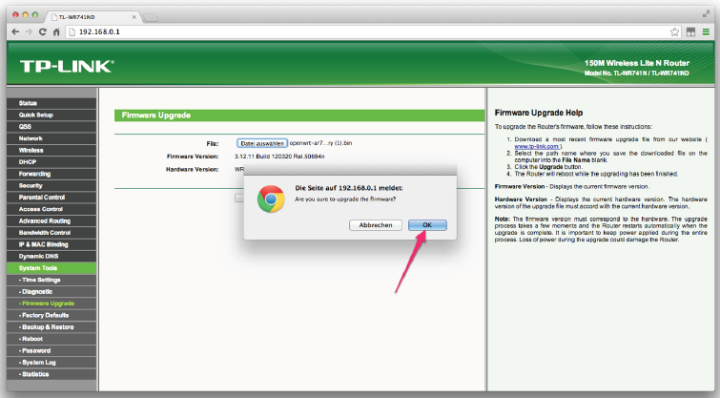 TL-WR741ND
192.168.0.1
TP-LINK®
150M Wireless Lite N Router
Model No. TL-WR741N / TL-WR741ND
Status
Quick Setup
QSS
Network
Wireless
DHCP
Forwarding
Security
Parental Control
Access Control
Advanced Routing
Bandwidth Control
IP & MAC Binding
Dynamic DNS
System Tools
- Time Settings
- Diagnostic
- Firmware Upgrade
- Factory Defaults
- Backup & Restore
- Reboot
- Password
- System Log
- Statistics
Firmware Upgrade
File: Datei auswählen openwrt-ar7...ry (1).bin
Firmware Version: 3.12.11 Build 120320 Rel.50684n
Hardware Version:
Die Seite auf 192.168.0.1 meldet:
Are you sure to upgrade the firmware?
Abbrechen OK
Firmware Upgrade Help
To upgrade the Router's firmware, follow these instructions:
1. Download a most recent firmware upgrade file from our website (
www.tp-link.com ).
2. Select the path name where you save the downloaded file on the
computer into the File Name blank.
3. Click the Upgrade button.
4. The Router will reboot while the upgrading has been finished.
Firmware Version - Displays the current firmware version.
Hardware Version - Displays the current hardware version. The hardware
version of the upgrade file must accord with the current hardware version.
Note: The firmware version must correspond to the hardware. The upgrade
process takes a few moments and the Router restarts automatically when the
upgrade is complete. It is important to keep power applied during the entire
process. Loss of power during the upgrade could damage the Router.